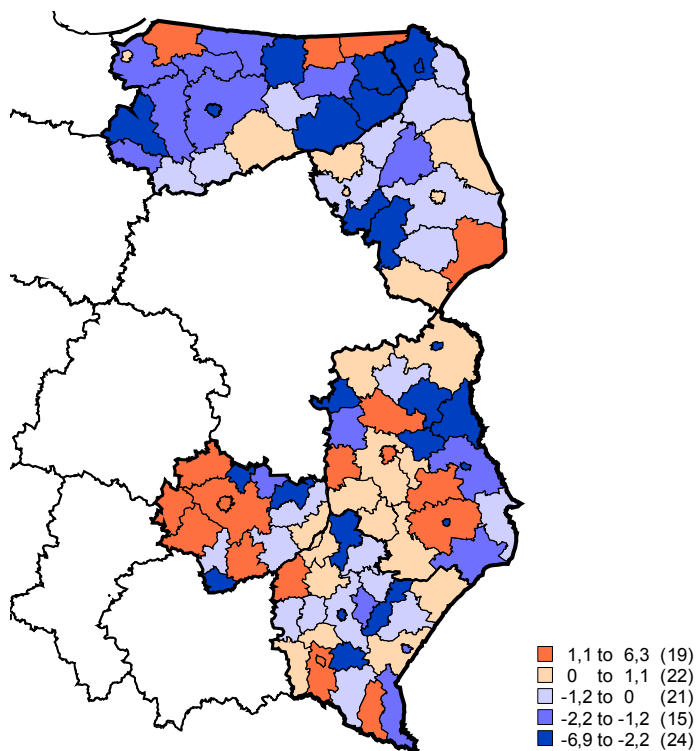 1,1 to 6,3 (19)
0 to 1,1 (22)
-1,2 to 0 (21)
-2,2 to -1,2 (15)
-6,9 to -2,2 (24)